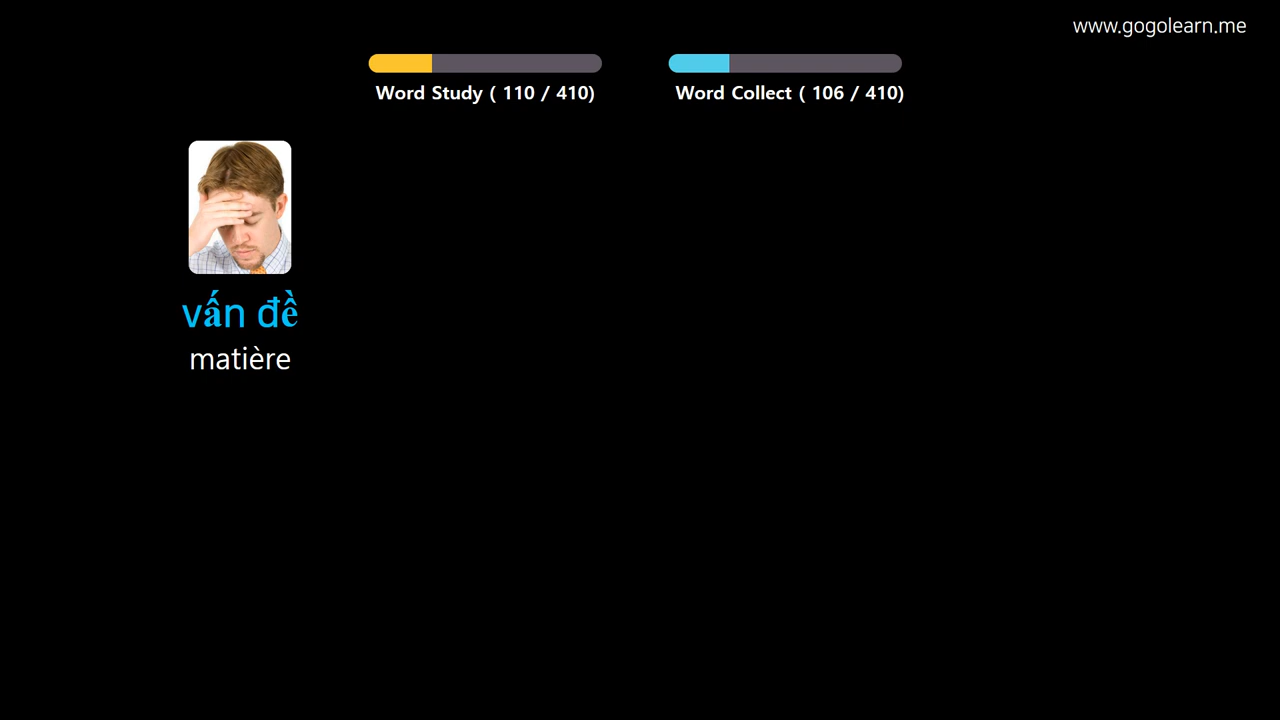 www.gogolearn.me
Word Study ( 110 / 410)
Word Collect ( 106 / 410)
vấn đề
matière